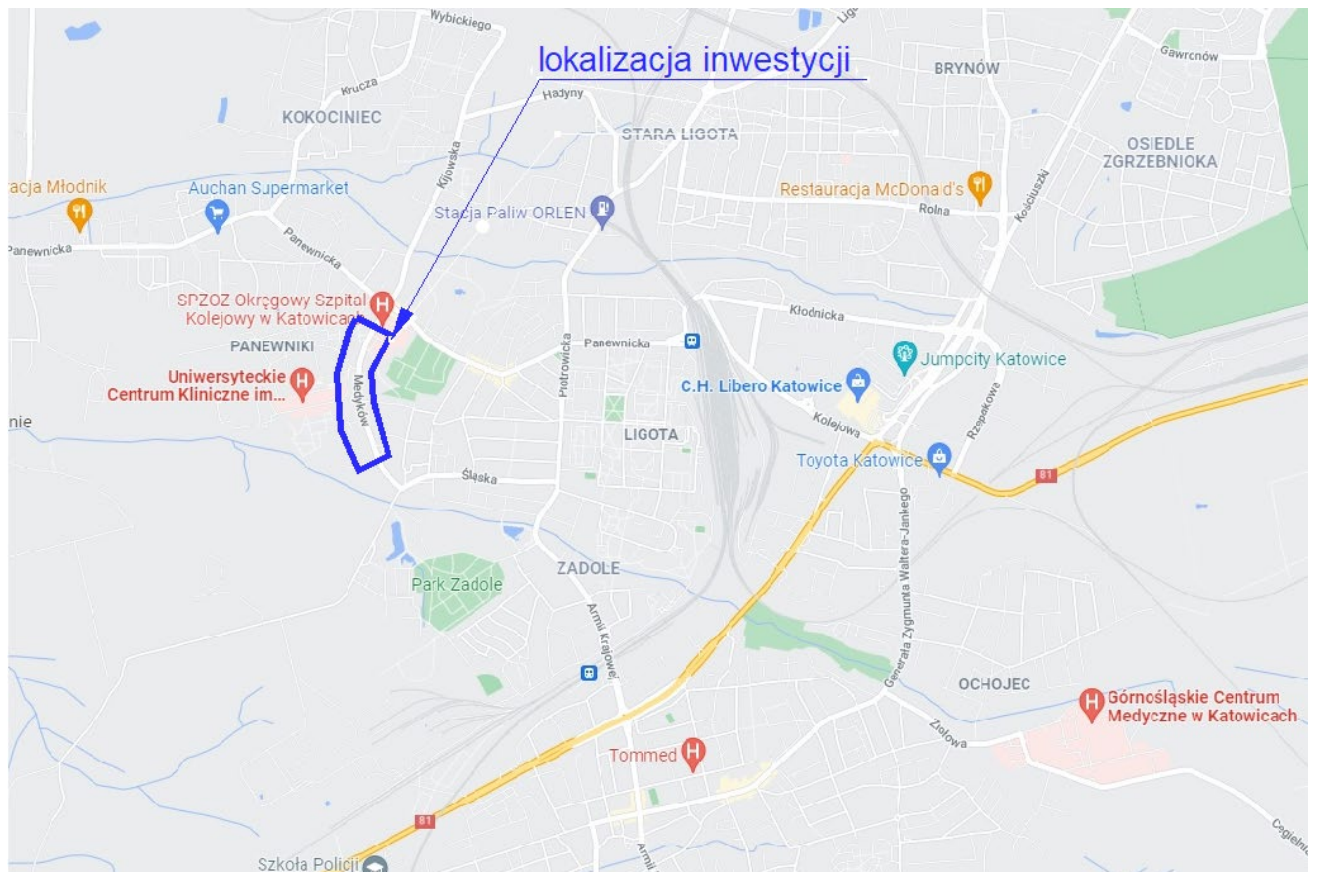 Wybickiego
lokalizacja inwestycji
Gawronów
BRYNÓW
Krucza
Hadyny
KOKOCINIEC
STARA LIGOTA
OSIEDLE
ZGRZEBNIOKA
Kijowska
Kościuszki
acja Młodnik
Auchan Supermarket
Restauracja McDonald's
Stacja Paliw ORLEN
Rolna
Panewnicka
Panewnicka
SPZOZ Okręgowy Szpital
Kolejowy w Katowicach
Kłodnicka
PANEWNIKI
Panewnicka
Piotrowicka
Jumpcity Katowice
Uniwersyteckie
Centrum Kliniczne im...
Medyków
C.H. Libero Katowice
Rzepakowa
nie
LIGOTA
Kolejowa
Toyota Katowice
Śląska
81
Generała Zygmunta Waltera-Jankego
ZADOLE
Park Zadole
Armii Krajowej
OCHOJEC
Górnośląskie Centrum
Medyczne w Katowicach
Ziołowa
Tommed
81
Szkoła Policji
Armii
Cegielnia